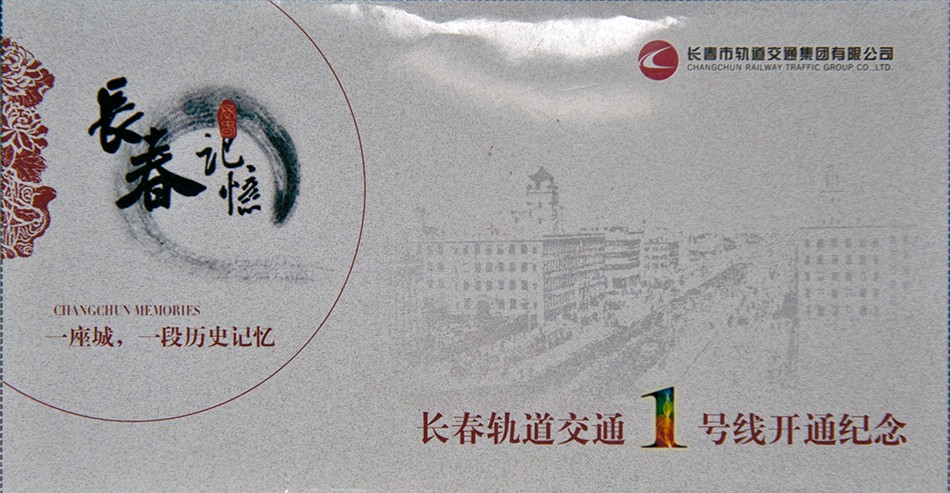 長春
记憶
CHANGCHUN MEMORIES
一座城，一段历史记忆
长春市轨道交通集团有限公司
CHANGCHUN RAILWAY TRAFFIC GROUP CO.,LTD.
长春轨道交通1号线开通纪念